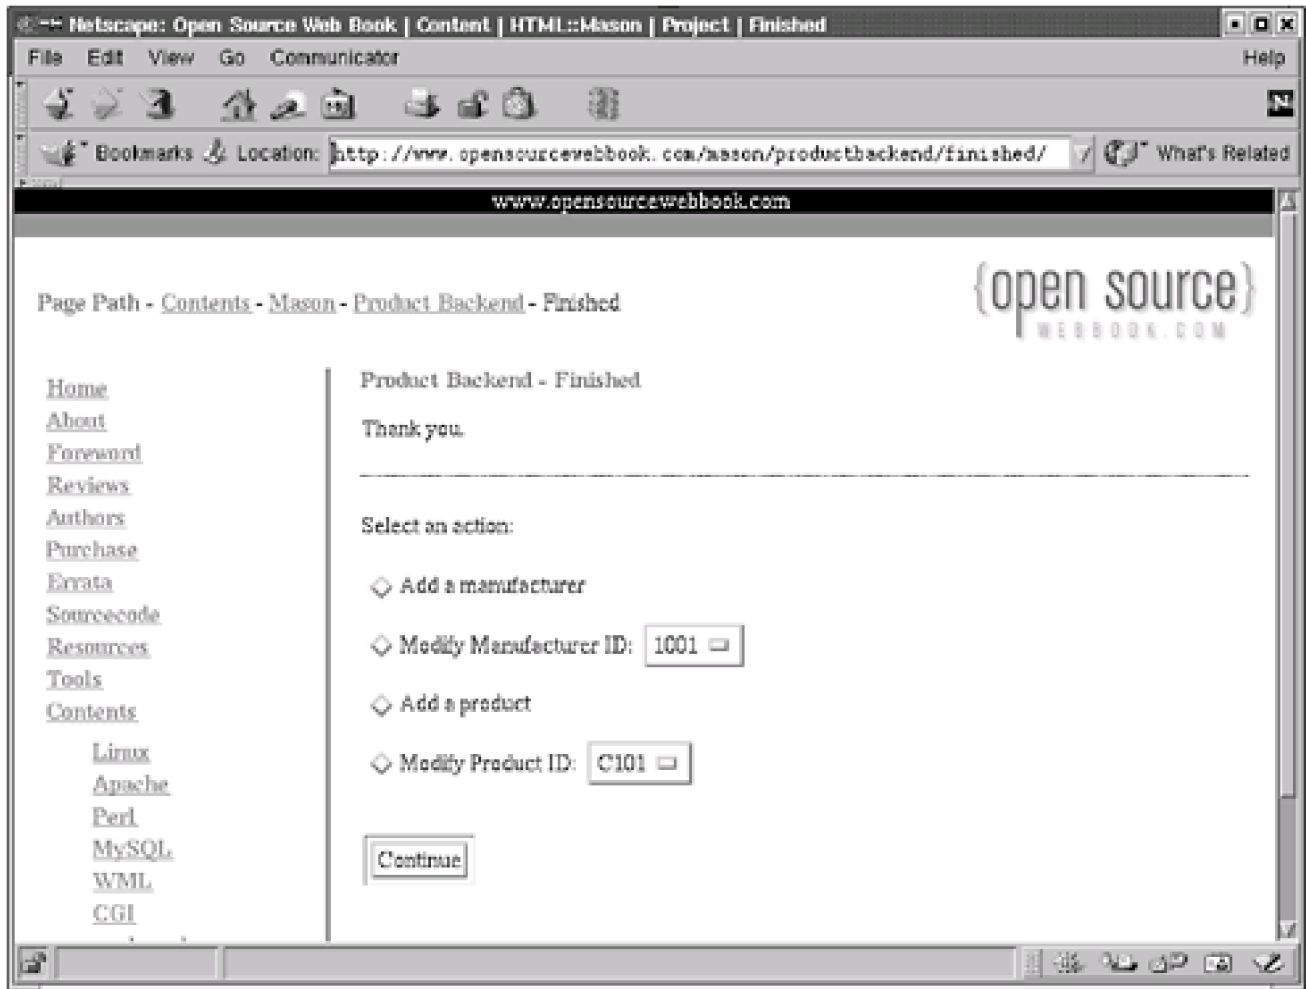 Netscape: Open Source Web Book | Content | HTML::Mason | Project | Finished
File Edit View Go Communicator Help
Bookmarks Location: http://www.opensourcewebbook.com/mason/productbackend/finished/ What's Related
www.opensourcewebbook.com
{open source}
WEBBOOK.COM
Page Path - Contents - Mason - Product Backend - Finished
Home
About
Foreword
Reviews
Authors
Purchase
Errata
Sourcecode
Resources
Tools
Contents
Linux
Apache
Perl
MySQL
WML
CGI
Product Backend - Finished
Thank you.
Select an action:
Add a manufacturer
Modify Manufacturer ID: 1001
Add a product
Modify Product ID: C101
Continue